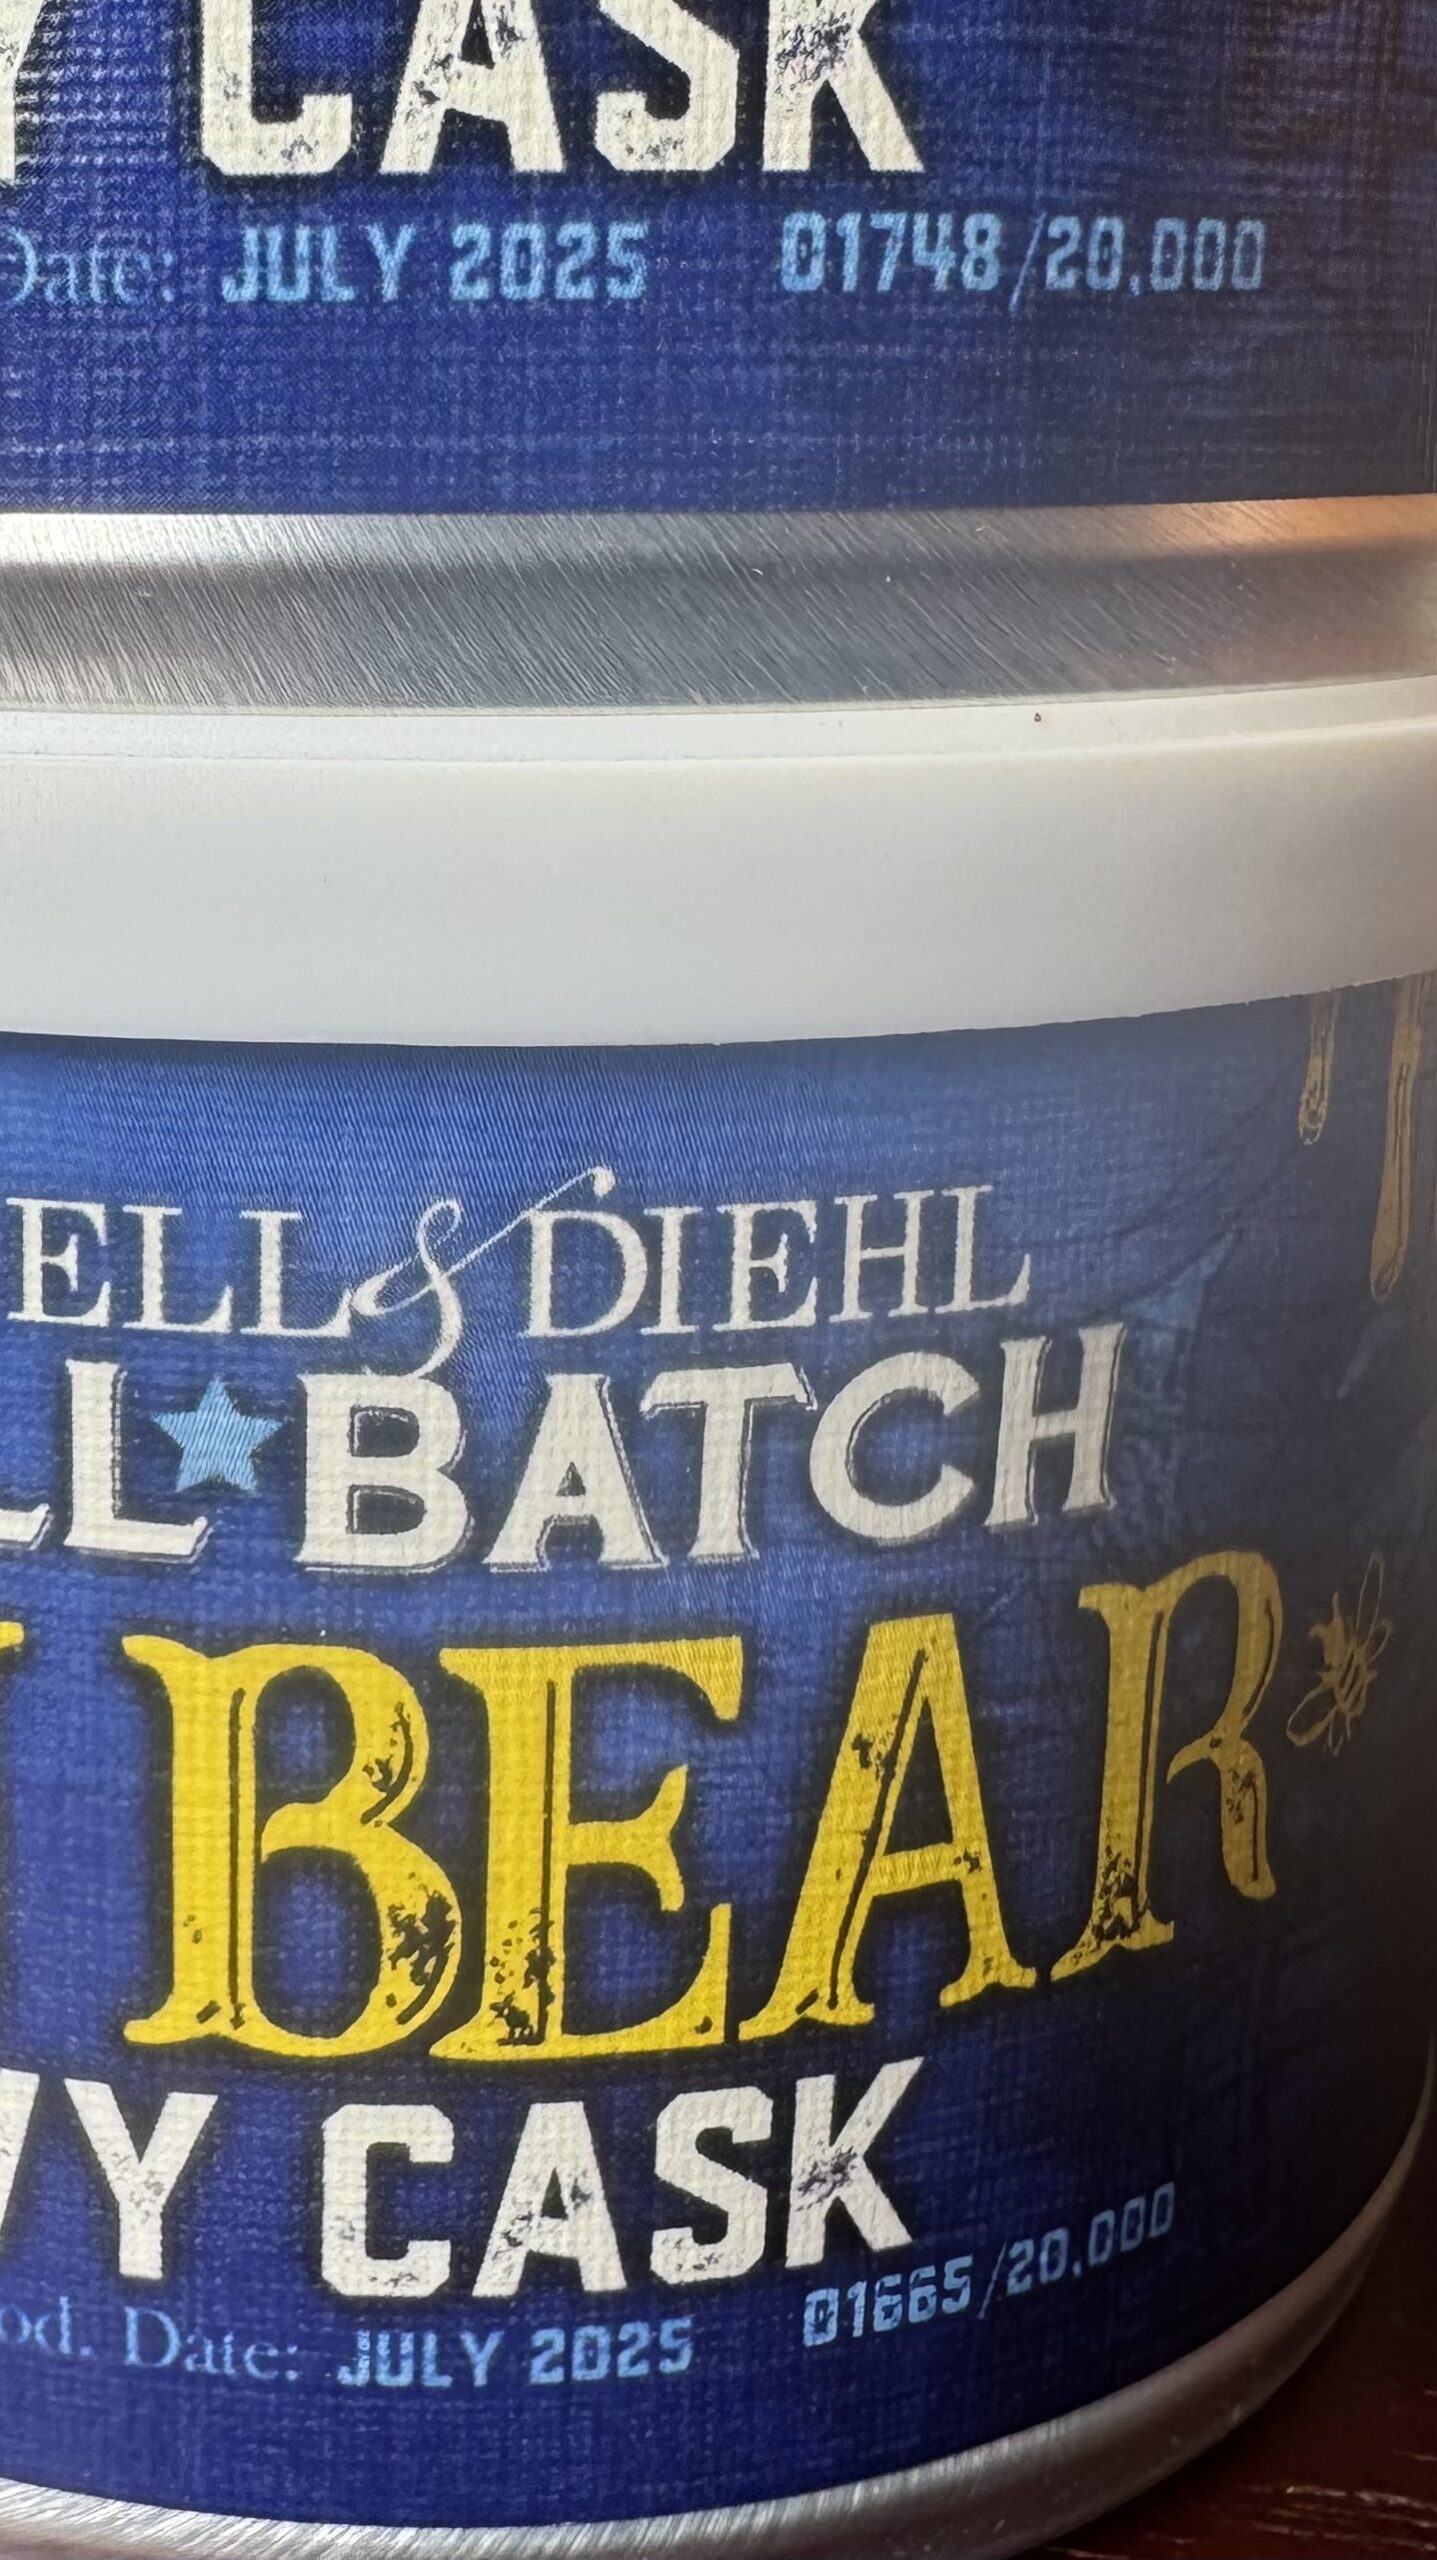 Y CASK
Date: JULY 2025 01748/20,000
ELL & DIEHL
LL★BATCH
BEAR
VY CASK
od. Date: JULY 2025 01665/20,000